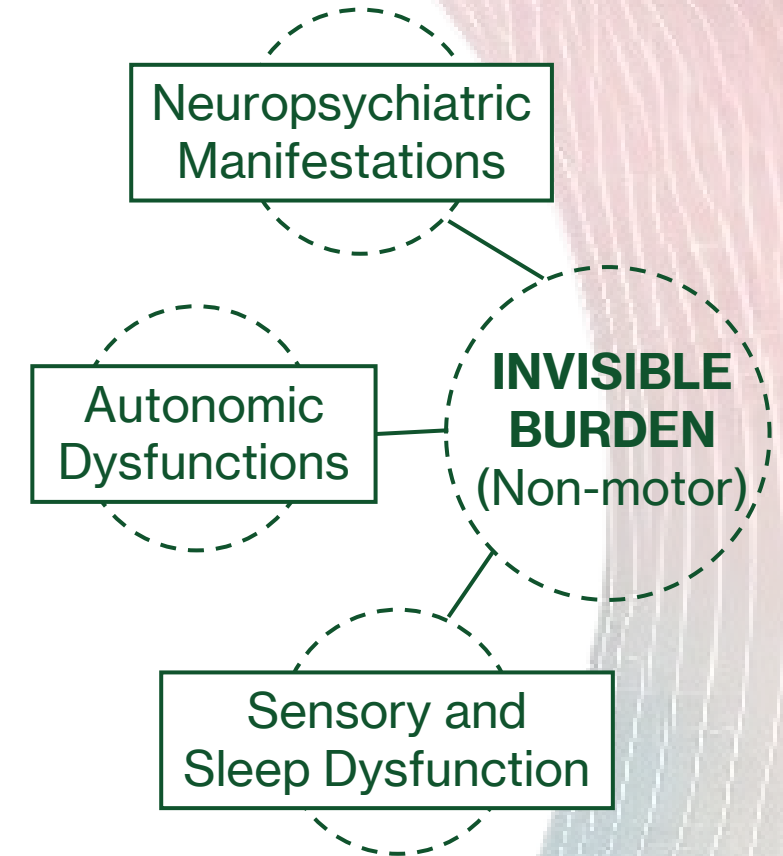 Neuropsychiatric
Manifestations
INVISIBLE
BURDEN
(Non-motor)
Autonomic
Dysfunctions
Sensory and
Sleep Dysfunction